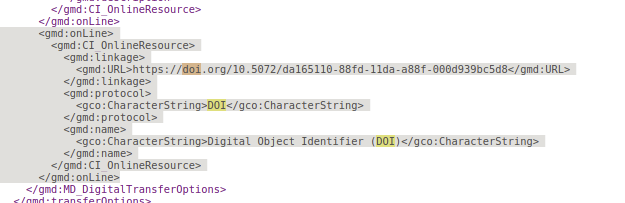 </gmd:CI_OnlineResource>
</gmd:onLine>
<gmd:onLine>
<gmd:CI_OnlineResource>
<gmd:linkage>
<gmd:URL>https://doi.org/10.5072/da165110-88fd-11da-a88f-000d939bc5d8</gmd:URL>
</gmd:linkage>
<gmd:protocol>
<gco:CharacterString>DOI</gco:CharacterString>
</gmd:protocol>
<gmd:name>
<gco:CharacterString>Digital Object Identifier (DOI)</gco:CharacterString>
</gmd:name>
</gmd:CI_OnlineResource>
</gmd:onLine>
</gmd:MD_DigitalTransferOptions>
</gmd:transferOptions>